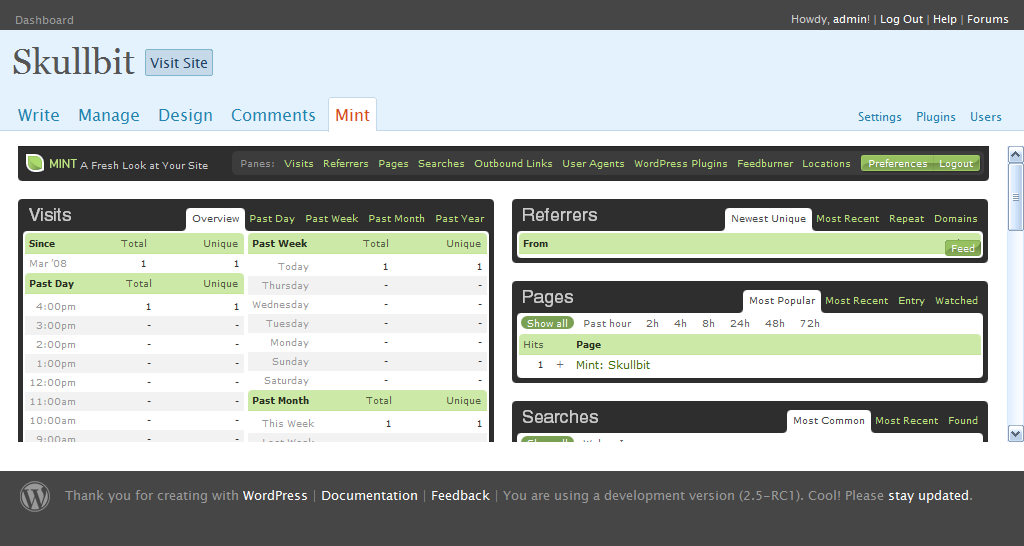 Dashboard
Howdy, admin! | Log Out | Help | Forums
Skullbit Visit Site
Write Manage Design Comments Mint
Settings Plugins Users
MINT A Fresh Look at Your Site
Panes: Visits Referrers Pages Searches Outbound Links User Agents WordPress Plugins Feedburner Locations Preferences Logout
Visits
Overview Past Day Past Week Past Month Past Year
Since Total Unique
Mar '08 1 1
Past Day Total Unique
4:00pm 1 1
3:00pm - -
2:00pm - -
1:00pm - -
12:00pm - -
11:00am - -
10:00am - -
9:00am - -
Past Week Total Unique
Today 1 1
Thursday - -
Wednesday - -
Tuesday - -
Monday - -
Sunday - -
Saturday - -
Past Month Total Unique
This Week 1 1
Last Week
Referrers
Newest Unique Most Recent Repeat Domains
From
Feed
Pages
Most Popular Most Recent Entry Watched
Show all Past hour 2h 4h 8h 24h 48h 72h
Hits Page
1 + Mint: Skullbit
Searches
Most Common Most Recent Found
Show all
Thank you for creating with WordPress | Documentation | Feedback | You are using a development version (2.5-RC1). Cool! Please stay updated.